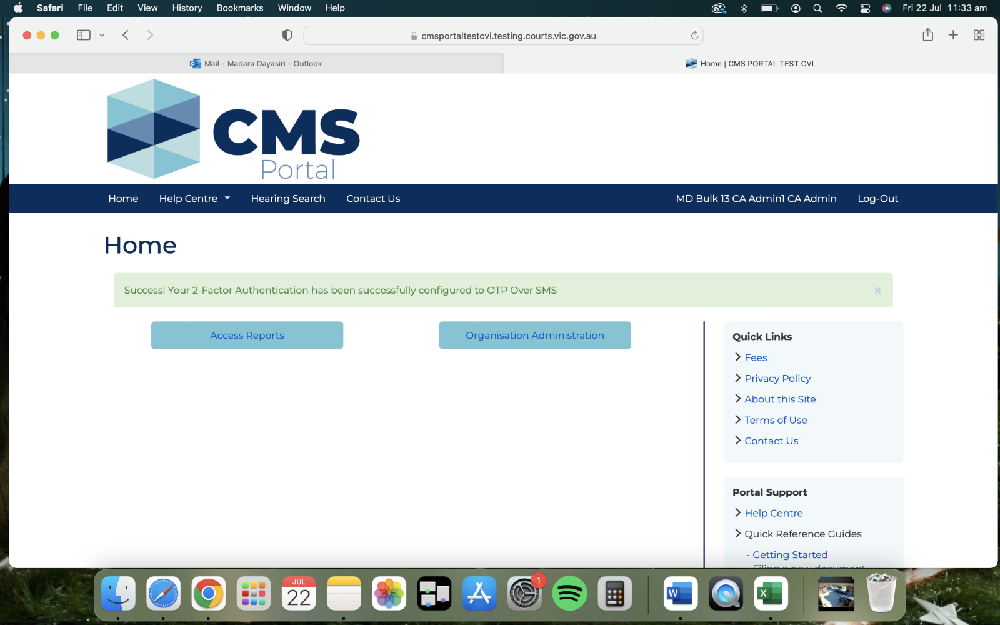 Safari File Edit View History Bookmarks Window Help Fri 22 Jul 11:33 am
cmsportaltestcvl.testing.courts.vic.gov.au
Mail - Madara Dayasiri - Outlook Home | CMS PORTAL TEST CVL
CMS
Portal
Home Help Centre Hearing Search Contact Us MD Bulk 13 CA Admin1 CA Admin Log-Out
Home
Success! Your 2-Factor Authentication has been successfully configured to OTP Over SMS
Access Reports Organisation Administration
Quick Links
Fees
Privacy Policy
About this Site
Terms of Use
Contact Us
Portal Support
Help Centre
Quick Reference Guides
- Getting Started
Filing a new document
JUL
22
1
W
X